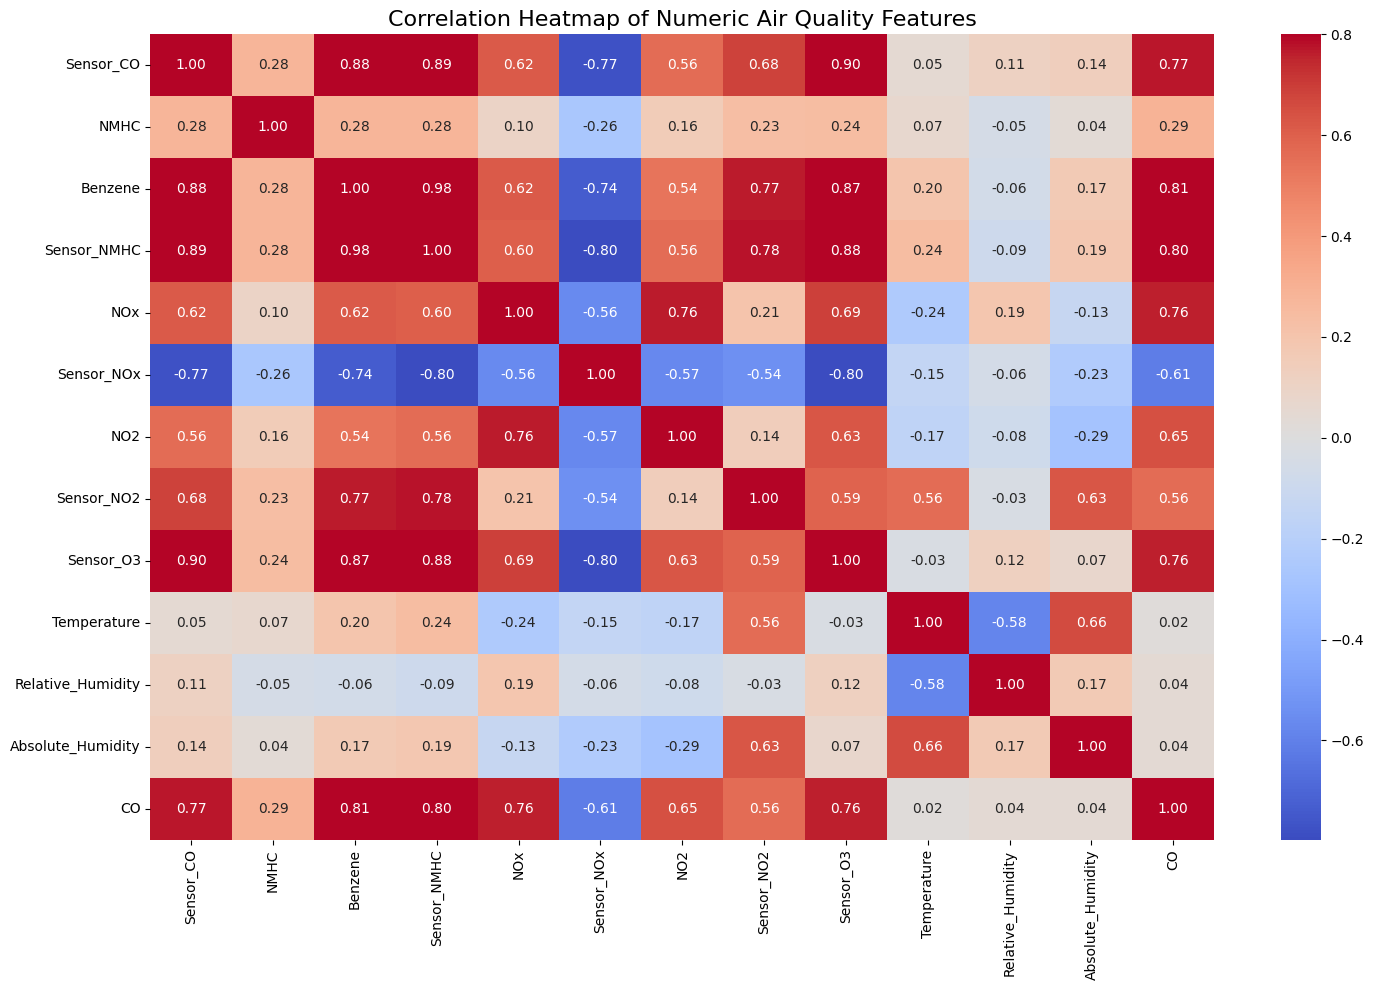 Correlation Heatmap of Numeric Air Quality Features
Sensor_CO 1.00 0.28 0.88 0.89 0.62 -0.77 0.56 0.68 0.90 0.05 0.11 0.14 0.77
NMHC 0.28 1.00 0.28 0.28 0.10 -0.26 0.16 0.23 0.24 0.07 -0.05 0.04 0.29
Benzene 0.88 0.28 1.00 0.98 0.62 -0.74 0.54 0.77 0.87 0.20 -0.06 0.17 0.81
Sensor_NMHC 0.89 0.28 0.98 1.00 0.60 -0.80 0.56 0.78 0.88 0.24 -0.09 0.19 0.80
NOx 0.62 0.10 0.62 0.60 1.00 -0.56 0.76 0.21 0.69 -0.24 0.19 -0.13 0.76
Sensor_NOx -0.77 -0.26 -0.74 -0.80 -0.56 1.00 -0.57 -0.54 -0.80 -0.15 -0.06 -0.23 -0.61
NO2 0.56 0.16 0.54 0.56 0.76 -0.57 1.00 0.14 0.63 -0.17 -0.08 -0.29 0.65
Sensor_NO2 0.68 0.23 0.77 0.78 0.21 -0.54 0.14 1.00 0.59 0.56 -0.03 0.63 0.56
Sensor_O3 0.90 0.24 0.87 0.88 0.69 -0.80 0.63 0.59 1.00 -0.03 0.12 0.07 0.76
Temperature 0.05 0.07 0.20 0.24 -0.24 -0.15 -0.17 0.56 -0.03 1.00 -0.58 0.66 0.02
Relative_Humidity 0.11 -0.05 -0.06 -0.09 0.19 -0.06 -0.08 -0.03 0.12 -0.58 1.00 0.17 0.04
Absolute_Humidity 0.14 0.04 0.17 0.19 -0.13 -0.23 -0.29 0.63 0.07 0.66 0.17 1.00 0.04
CO 0.77 0.29 0.81 0.80 0.76 -0.61 0.65 0.56 0.76 0.02 0.04 0.04 1.00
Sensor_CO
NMHC
Benzene
Sensor_NMHC
NOx
Sensor_NOx
NO2
Sensor_NO2
Sensor_O3
Temperature
Relative_Humidity
Absolute_Humidity
CO
0.8
0.6
0.4
0.2
0.0
−0.2
−0.4
−0.6